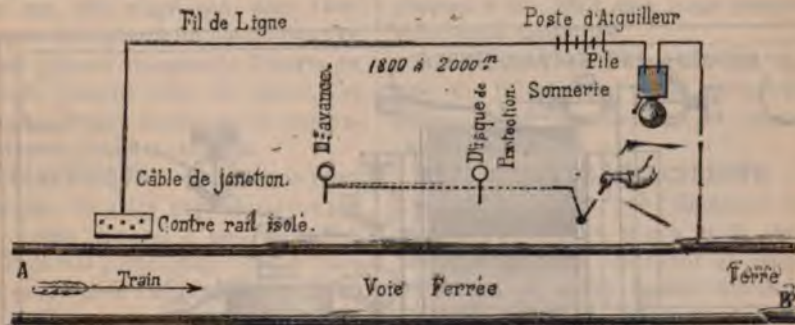 Fil de Ligne
Poste d'Aiguilleur
1800 à 2000m
Pile
Sonnerie
D. d'avance.
Disque de
Protection.
Câble de jonction.
Contre rail isolé.
A
Train
Voie Ferrée
Terre
B